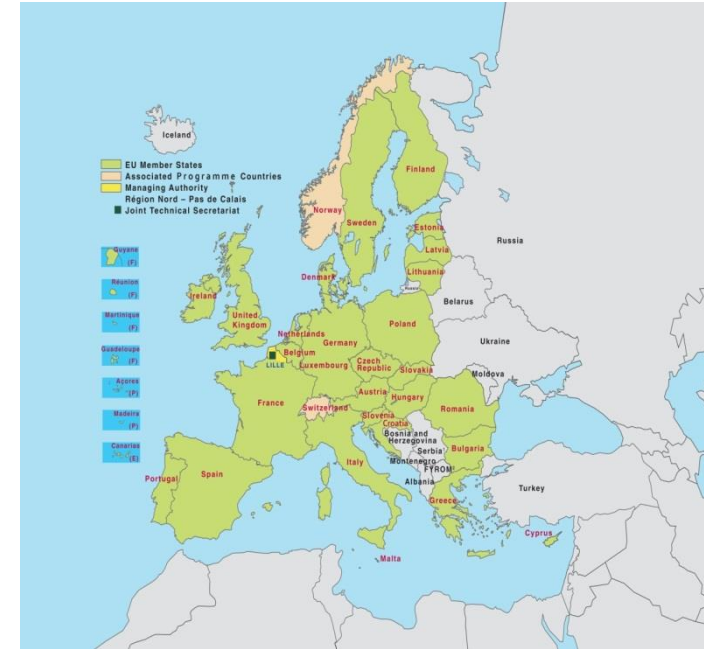 Iceland
EU Member States
Associated Programme Countries
Managing Authority
Région Nord – Pas de Calais
Joint Technical Secretariat
Finland
Norway
Sweden
Estonia
Russia
Latvia
Lithuania
Guyane
(F)
Réunion
(F)
Martinique
(F)
Guadeloupe
(F)
Açores
(P)
Madeira
(P)
Canarias
(E)
Denmark
Russia
Ireland
United
Kingdom
Belarus
Netherlands
Poland
Germany
Belgium
LILLE
Luxembourg
Czech
Republic
Ukraine
Slovakia
Moldova
Austria
Hungary
France
Switzerland
Romania
Slovenia
Croatia
Bosnia and
Herzegovina
Serbia
Bulgaria
Italy
Montenegro
FYROM
Albania
Portugal
Spain
Greece
Turkey
Cyprus
Malta